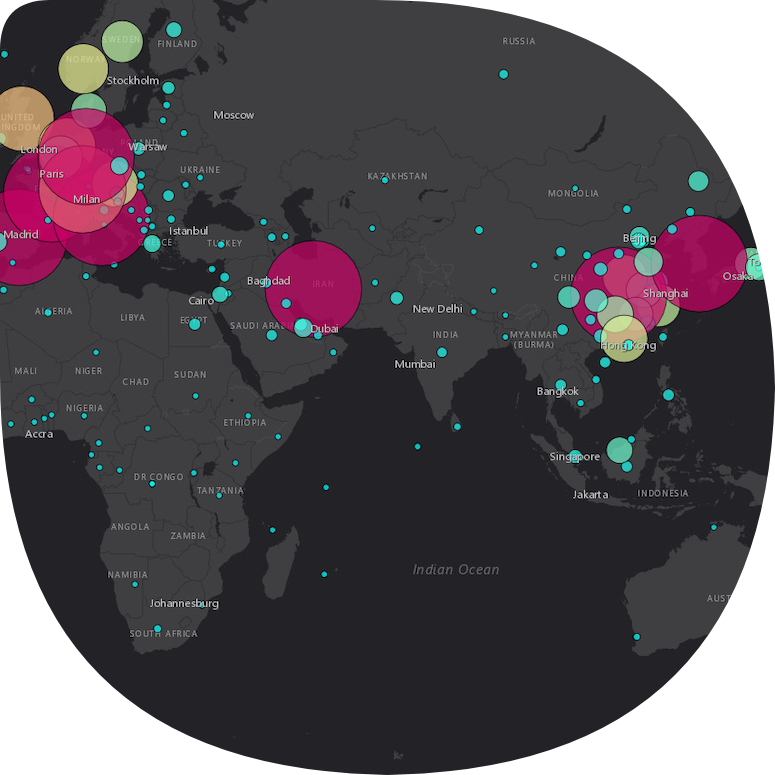 SWEDEN
FINLAND
RUSSIA
NORWAY
Stockholm
UNITED
KINGDOM
Moscow
London
Warsaw
Paris
UKRAINE
KAZAKHSTAN
MONGOLIA
Milan
Madrid
Istanbul
GREECE
TURKEY
Beijing
Baghdad
IRAN
CHINA
Osaka
To
Shanghai
Cairo
ALGERIA
LIBYA
EGYPT
SAUDI ARABIA
Dubai
New Delhi
INDIA
MYANMAR
(BURMA)
Hong Kong
Mumbai
MALI
NIGER
CHAD
SUDAN
Bangkok
NIGERIA
ETHIOPIA
Accra
Singapore
DR CONGO
TANZANIA
Jakarta
INDONESIA
ANGOLA
ZAMBIA
Indian Ocean
NAMIBIA
AUST
Johannesburg
SOUTH AFRICA